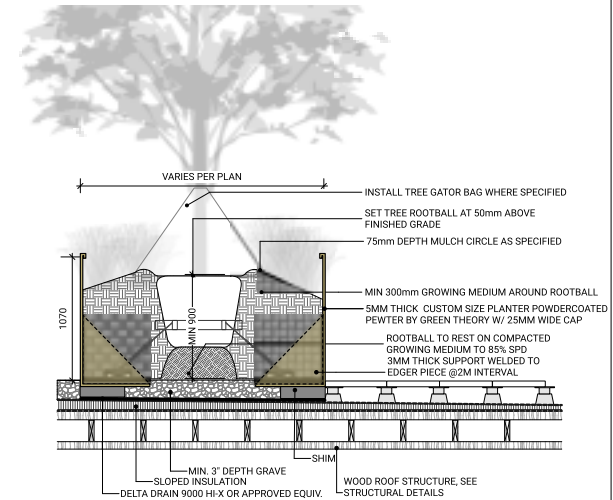 VARIES PER PLAN
INSTALL TREE GATOR BAG WHERE SPECIFIED
SET TREE ROOTBALL AT 50mm ABOVE
FINISHED GRADE
75mm DEPTH MULCH CIRCLE AS SPECIFIED
MIN 300mm GROWING MEDIUM AROUND ROOTBALL
5MM THICK CUSTOM SIZE PLANTER POWDERCOATED
PEWTER BY GREEN THEORY W/ 25MM WIDE CAP
1070
MIN 900
ROOTBALL TO REST ON COMPACTED
GROWING MEDIUM TO 85% SPD
3MM THICK SUPPORT WELDED TO
EDGER PIECE @2M INTERVAL
SHIM
MIN. 3" DEPTH GRAVE
SLOPED INSULATION
DELTA DRAIN 9000 HI-X OR APPROVED EQUIV.
WOOD ROOF STRUCTURE, SEE
STRUCTURAL DETAILS